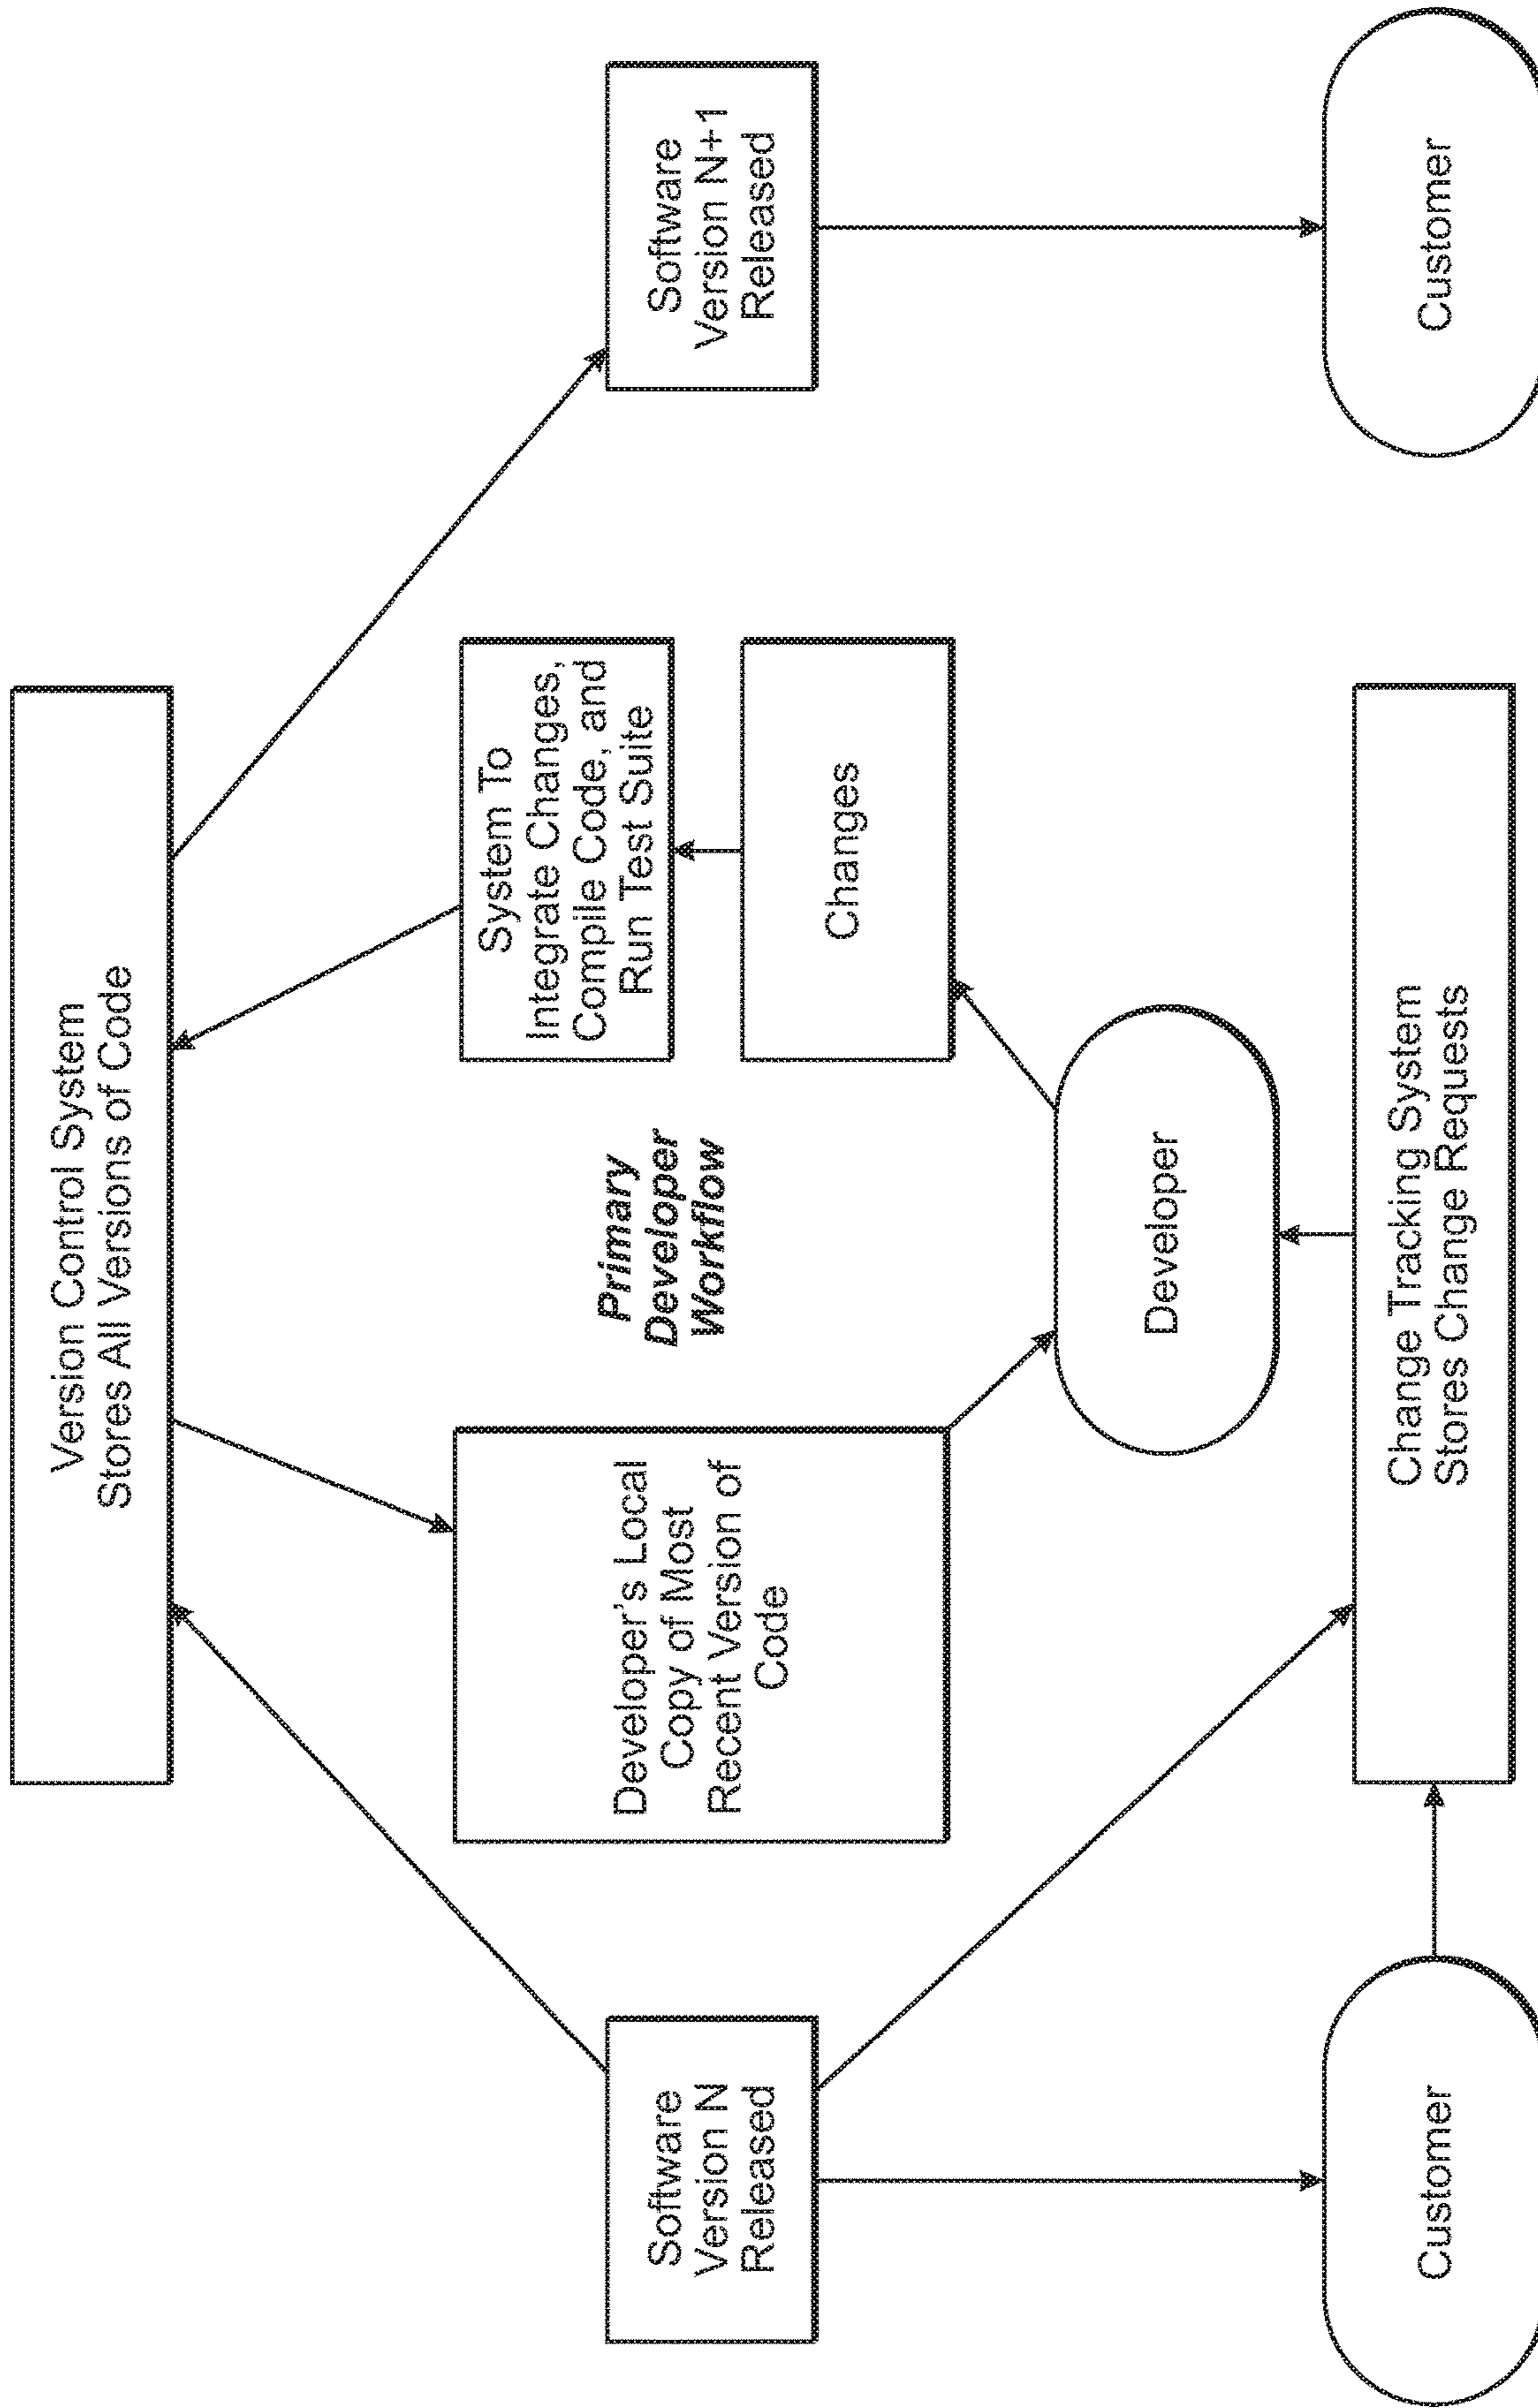 Version Control System
Stores All Versions of Code
Software
Version N
Released
Developer's Local
Copy of Most
Recent Version of
Code
Primary
Developer
Workflow
System To
Integrate Changes,
Compile Code, and
Run Test Suite
Changes
Software
Version N+1
Released
Developer
Customer
Change Tracking System
Stores Change Requests
Customer